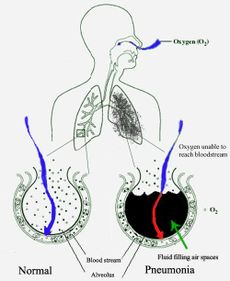 Oxygen (O₂)
Oxygen unable to
reach bloodstream
O₂
Fluid filling air spaces
Blood stream
Alveolus
Normal
Pneumonia